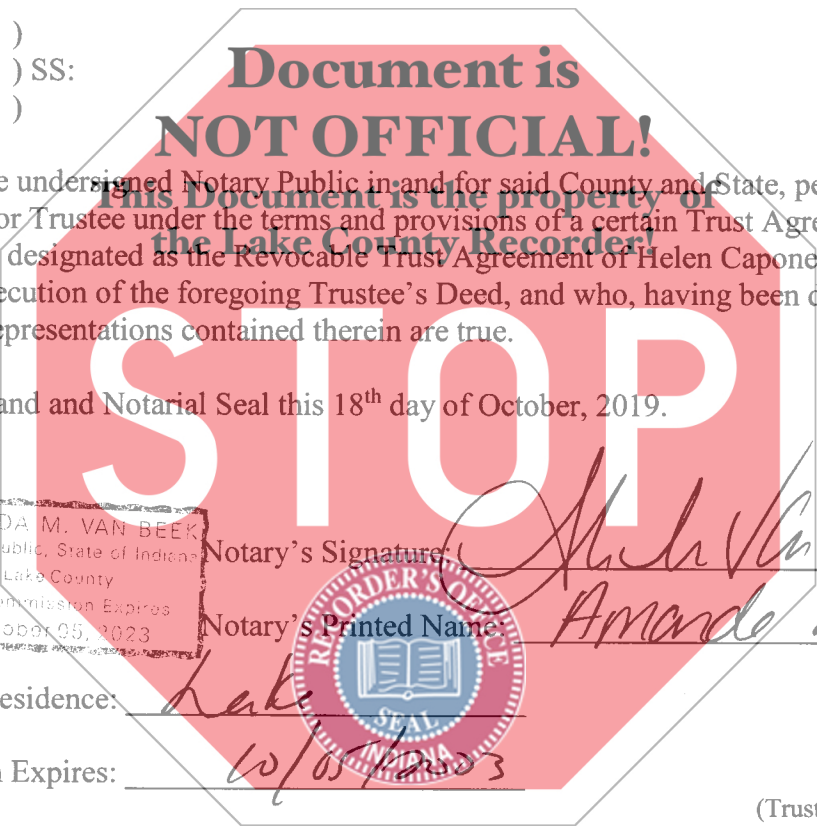 )
) SS:
)
Document is
NOT OFFICIAL!
This Document is the property of
the Lake County Recorder!
e undersigned Notary Public in and for said County and State, pe
or Trustee under the terms and provisions of a certain Trust Agre
designated as the Revocable Trust Agreement of Helen Capone
ecution of the foregoing Trustee's Deed, and who, having been d
epresentations contained therein are true.
and and Notarial Seal this 18th day of October, 2019.
STOP
DA M. VAN BEEK
ublic, State of Indiana
Lake County
mmission Expires
ober 05, 2023
Notary's Signature
Notary's Printed Name: Amanda
RECORDER'S OFFICE
SEAL
INDIANA
esidence: Lake
n Expires: 10/05/2003
(Trust